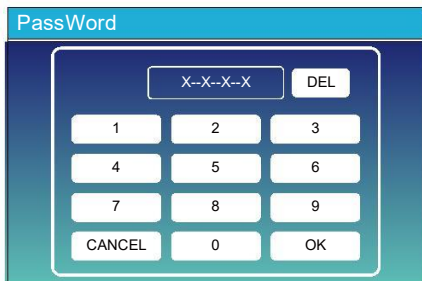 PassWord
X--X--X--X DEL
1 2 3
4 5 6
7 8 9
CANCEL 0 OK